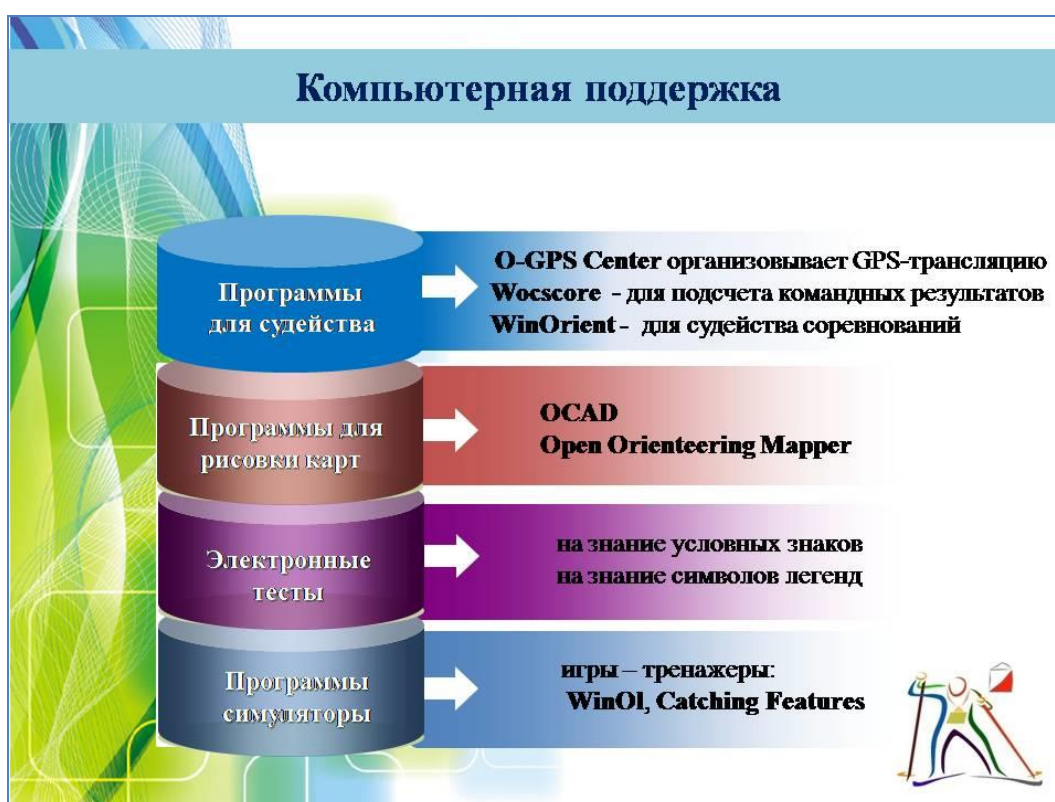 Компьютерная поддержка
Программы
для судейства
O-GPS Center организовывает GPS-трансляцию
Wocscore - для подсчета командных результатов
WinOrient - для судейства соревнований
Программы для
рисовки карт
OCAD
Open Orienteering Mapper
Электронные
тесты
на знание условных знаков
на знание символов легенд
Программы
симуляторы
игры – тренажеры:
WinOl, Catching Features